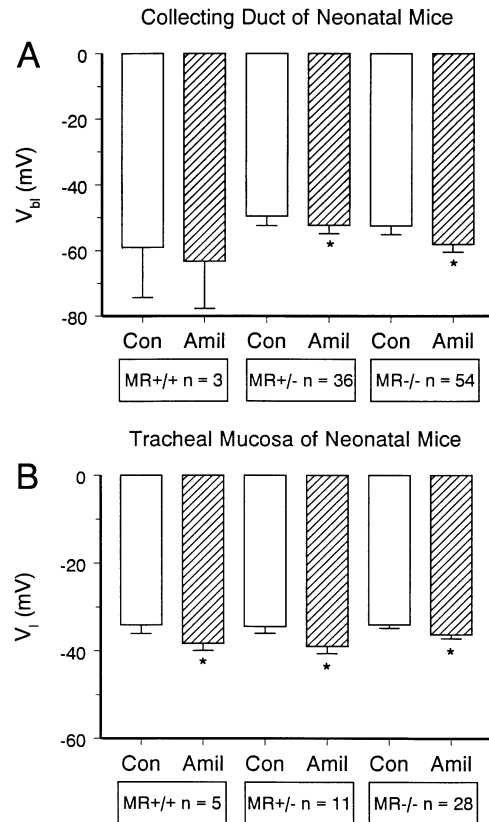 Collecting Duct of Neonatal Mice
A
0
-20
-40
-60
-80
V_bl (mV)
Con Amil Con Amil Con Amil
*
*
MR+/+ n = 3 MR+/- n = 36 MR-/- n = 54
Tracheal Mucosa of Neonatal Mice
B
0
-20
-40
-60
V_I (mV)
* * *
Con Amil Con Amil Con Amil
MR+/+ n = 5 MR+/- n = 11 MR-/- n = 28